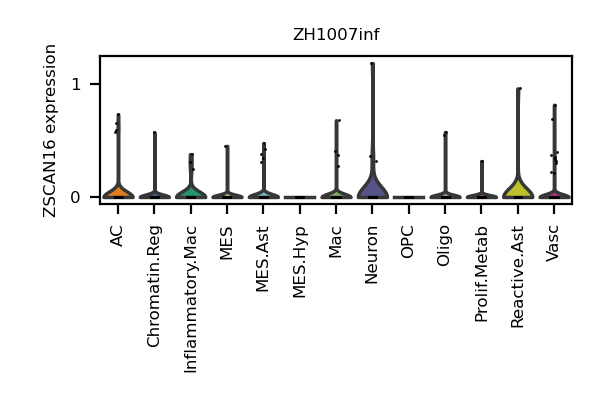 ZH1007inf
ZSCAN16 expression
1
0
AC
Chromatin.Reg
Inflammatory.Mac
MES
MES.Ast
MES.Hyp
Mac
Neuron
OPC
Oligo
Prolif.Metab
Reactive.Ast
Vasc